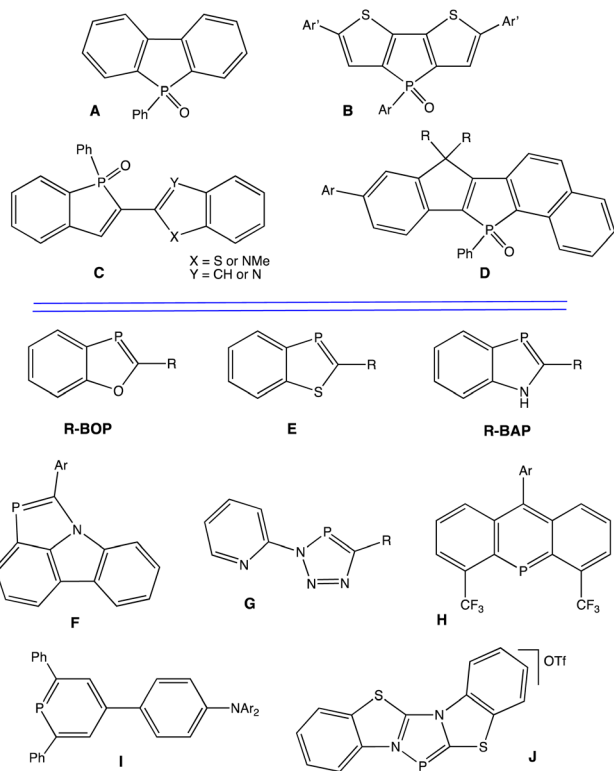 S S
Ar' Ar'
P P
Ph O Ar O
A B
Ph O R R
P Y Ar
X P
Ph O
X = S or NMe
Y = CH or N
C D
P P P
R R R
O S N
H
R-BOP E R-BAP
Ar Ar
P N P R
N N
N N=N P
CF3 CF3
F G H
Ph S OTf
P NAr2 N
N S
Ph P
I J